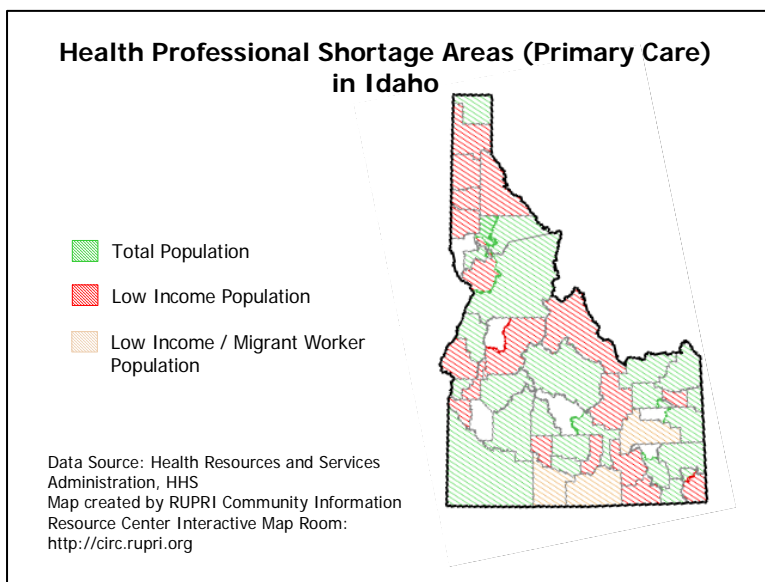 Health Professional Shortage Areas (Primary Care)
in Idaho
Total Population
Low Income Population
Low Income / Migrant Worker
Population
Data Source: Health Resources and Services
Administration, HHS
Map created by RUPRI Community Information
Resource Center Interactive Map Room:
http://circ.rupri.org